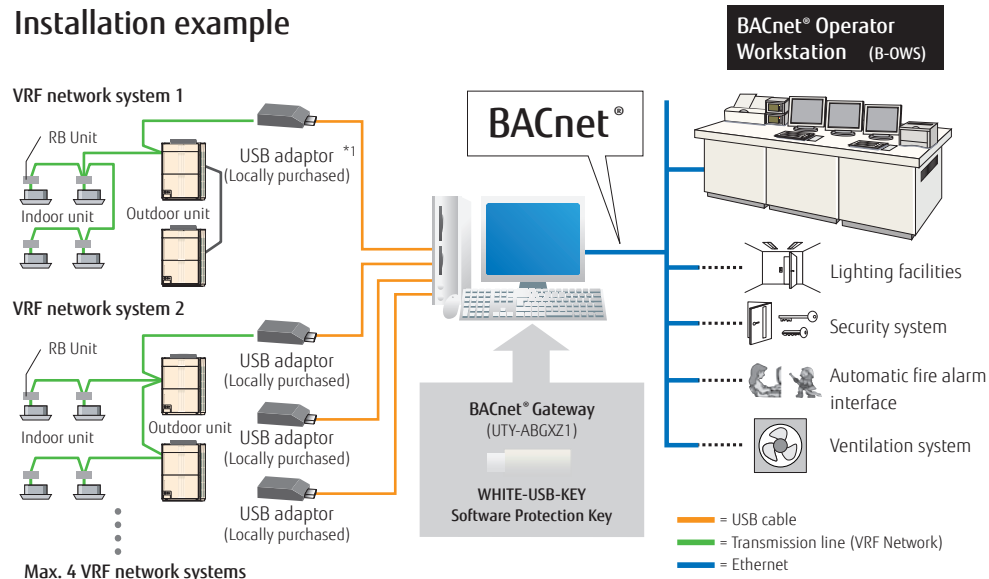 Installation example
VRF network system 1
RB Unit
Indoor unit
Outdoor unit
USB adaptor *1
(Locally purchased)
VRF network system 2
RB Unit
Indoor unit
Outdoor unit
USB adaptor
(Locally purchased)
USB adaptor
(Locally purchased)
USB adaptor
(Locally purchased)
Max. 4 VRF network systems
BACnet®
BACnet® Gateway
(UTY-ABGXZ1)
WHITE-USB-KEY
Software Protection Key
BACnet® Operator
Workstation (B-OWS)
Lighting facilities
Security system
Automatic fire alarm
interface
Ventilation system
= USB cable
= Transmission line (VRF Network)
= Ethernet